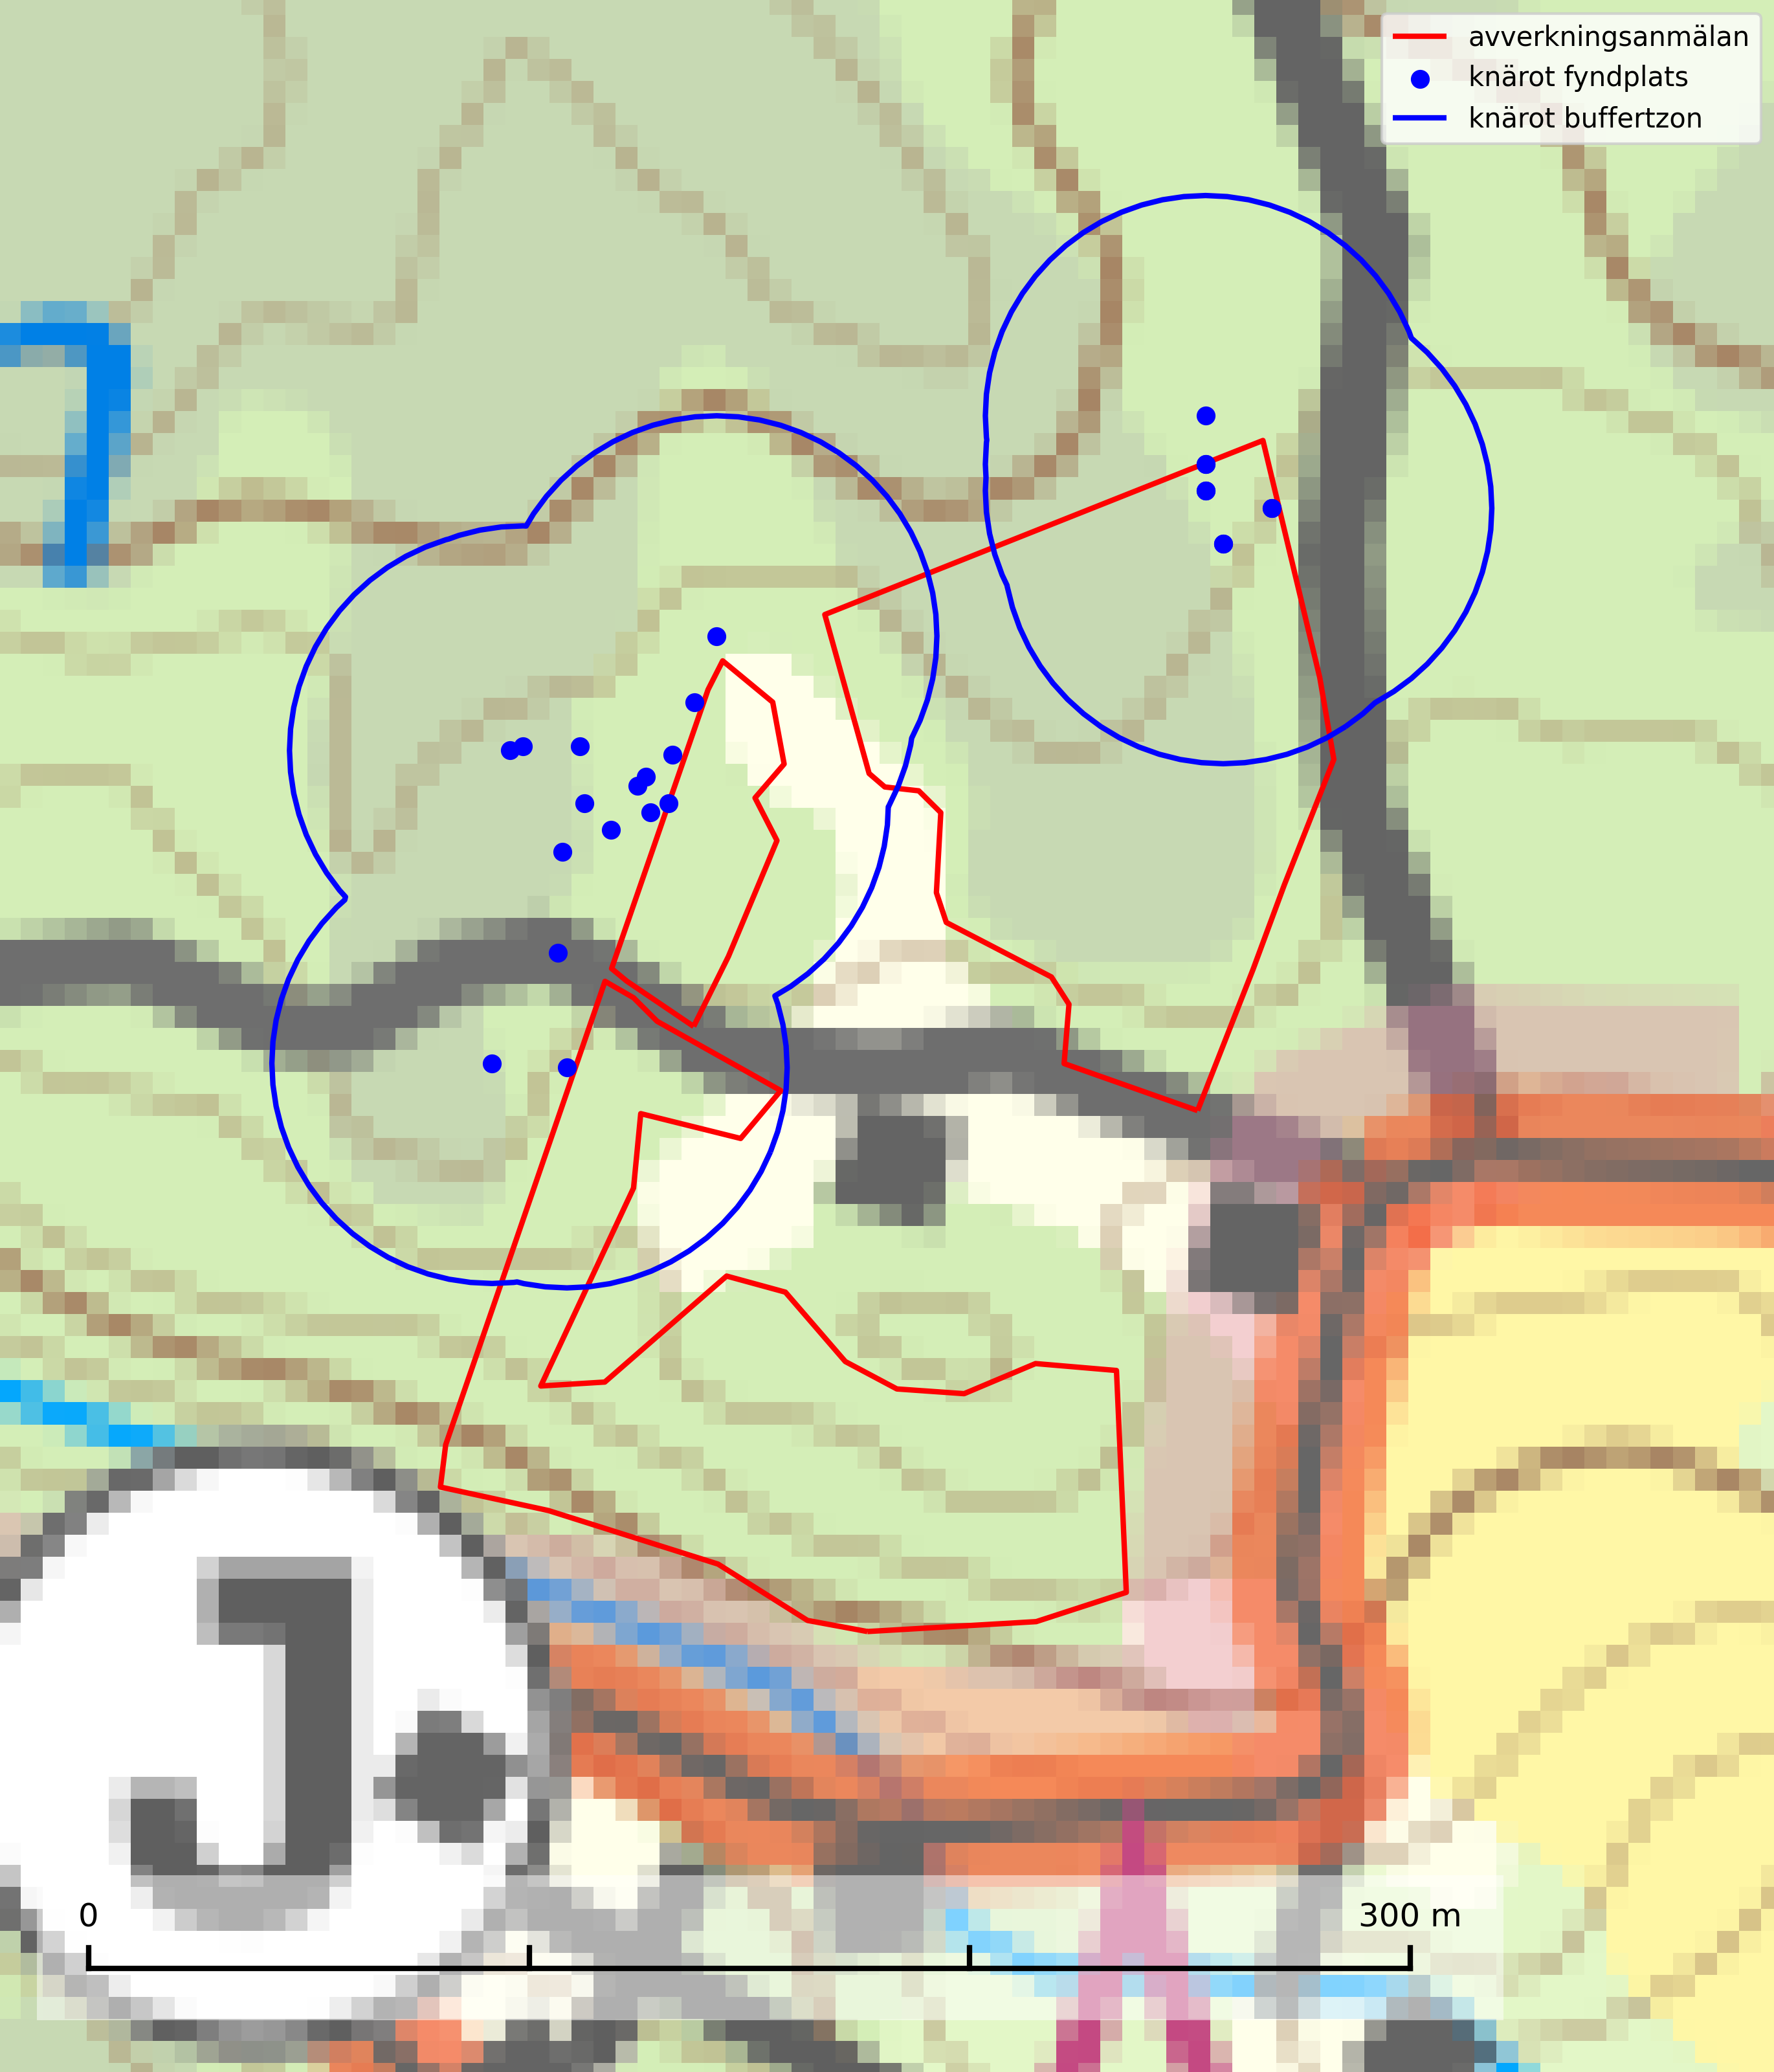 avverkningsanmälan
knärot fyndplats
knärot buffertzon
J
0 300 m